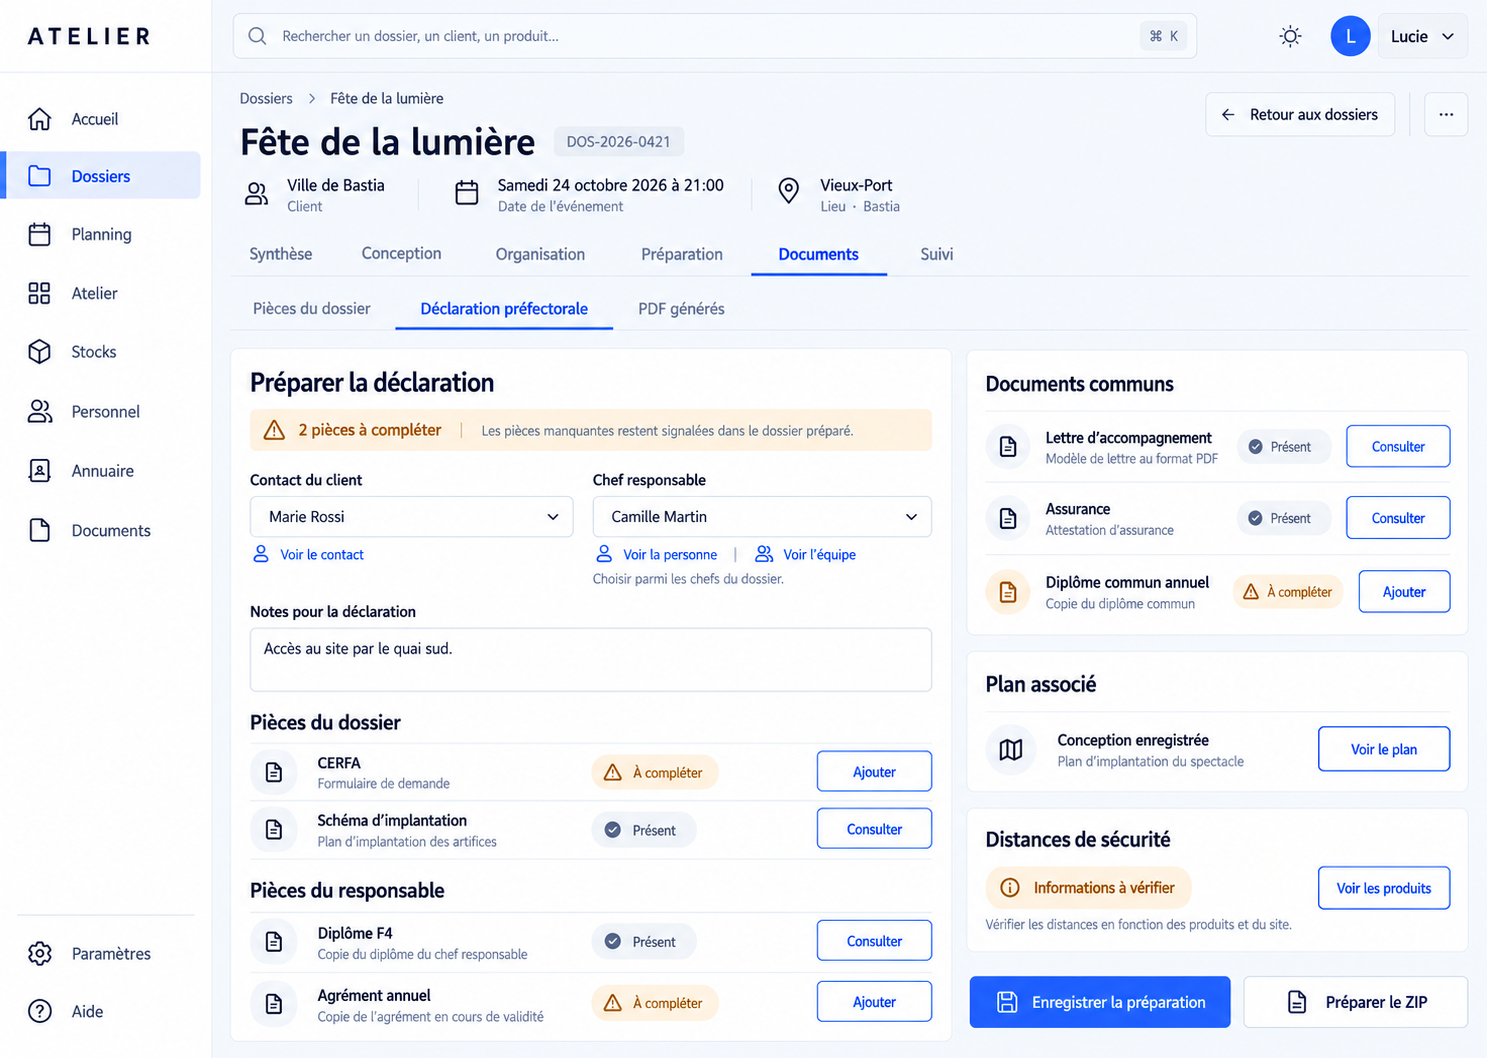 ATELIER
Rechercher un dossier, un client, un produit...
⌘ K
L
Lucie
Accueil
Dossiers
Planning
Atelier
Stocks
Personnel
Annuaire
Documents
Paramètres
Aide
Dossiers > Fête de la lumière
Retour aux dossiers
...
Fête de la lumière
DOS-2026-0421
Ville de Bastia
Client
Samedi 24 octobre 2026 à 21:00
Date de l'événement
Vieux-Port
Lieu · Bastia
Synthèse
Conception
Organisation
Préparation
Documents
Suivi
Pièces du dossier
Déclaration préfectorale
PDF générés
Préparer la déclaration
2 pièces à compléter | Les pièces manquantes restent signalées dans le dossier préparé.
Contact du client
Marie Rossi
Voir le contact
Chef responsable
Camille Martin
Voir la personne | Voir l'équipe
Choisir parmi les chefs du dossier.
Notes pour la déclaration
Accès au site par le quai sud.
Pièces du dossier
CERFA
Formulaire de demande
À compléter
Ajouter
Schéma d'implantation
Plan d'implantation des artifices
Présent
Consulter
Pièces du responsable
Diplôme F4
Copie du diplôme du chef responsable
Présent
Consulter
Agrément annuel
Copie de l'agrément en cours de validité
À compléter
Ajouter
Documents communs
Lettre d'accompagnement
Modèle de lettre au format PDF
Présent
Consulter
Assurance
Attestation d'assurance
Présent
Consulter
Diplôme commun annuel
Copie du diplôme commun
À compléter
Ajouter
Plan associé
Conception enregistrée
Plan d'implantation du spectacle
Voir le plan
Distances de sécurité
Informations à vérifier
Voir les produits
Vérifier les distances en fonction des produits et du site.
Enregistrer la préparation
Préparer le ZIP